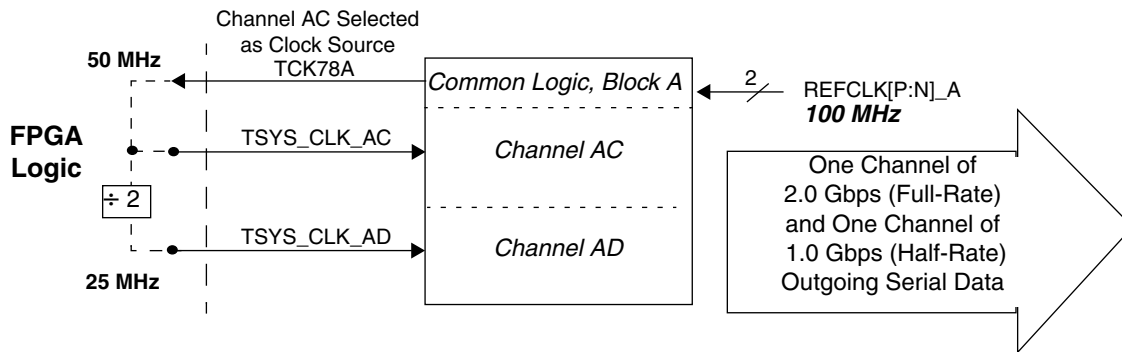 Channel AC Selected
as Clock Source
TCK78A
50 MHz
FPGA
Logic
÷ 2
25 MHz
TSYS_CLK_AC
TSYS_CLK_AD
Common Logic, Block A
Channel AC
Channel AD
2
REFCLK[P:N]_A
100 MHz
One Channel of
2.0 Gbps (Full-Rate)
and One Channel of
1.0 Gbps (Half-Rate)
Outgoing Serial Data